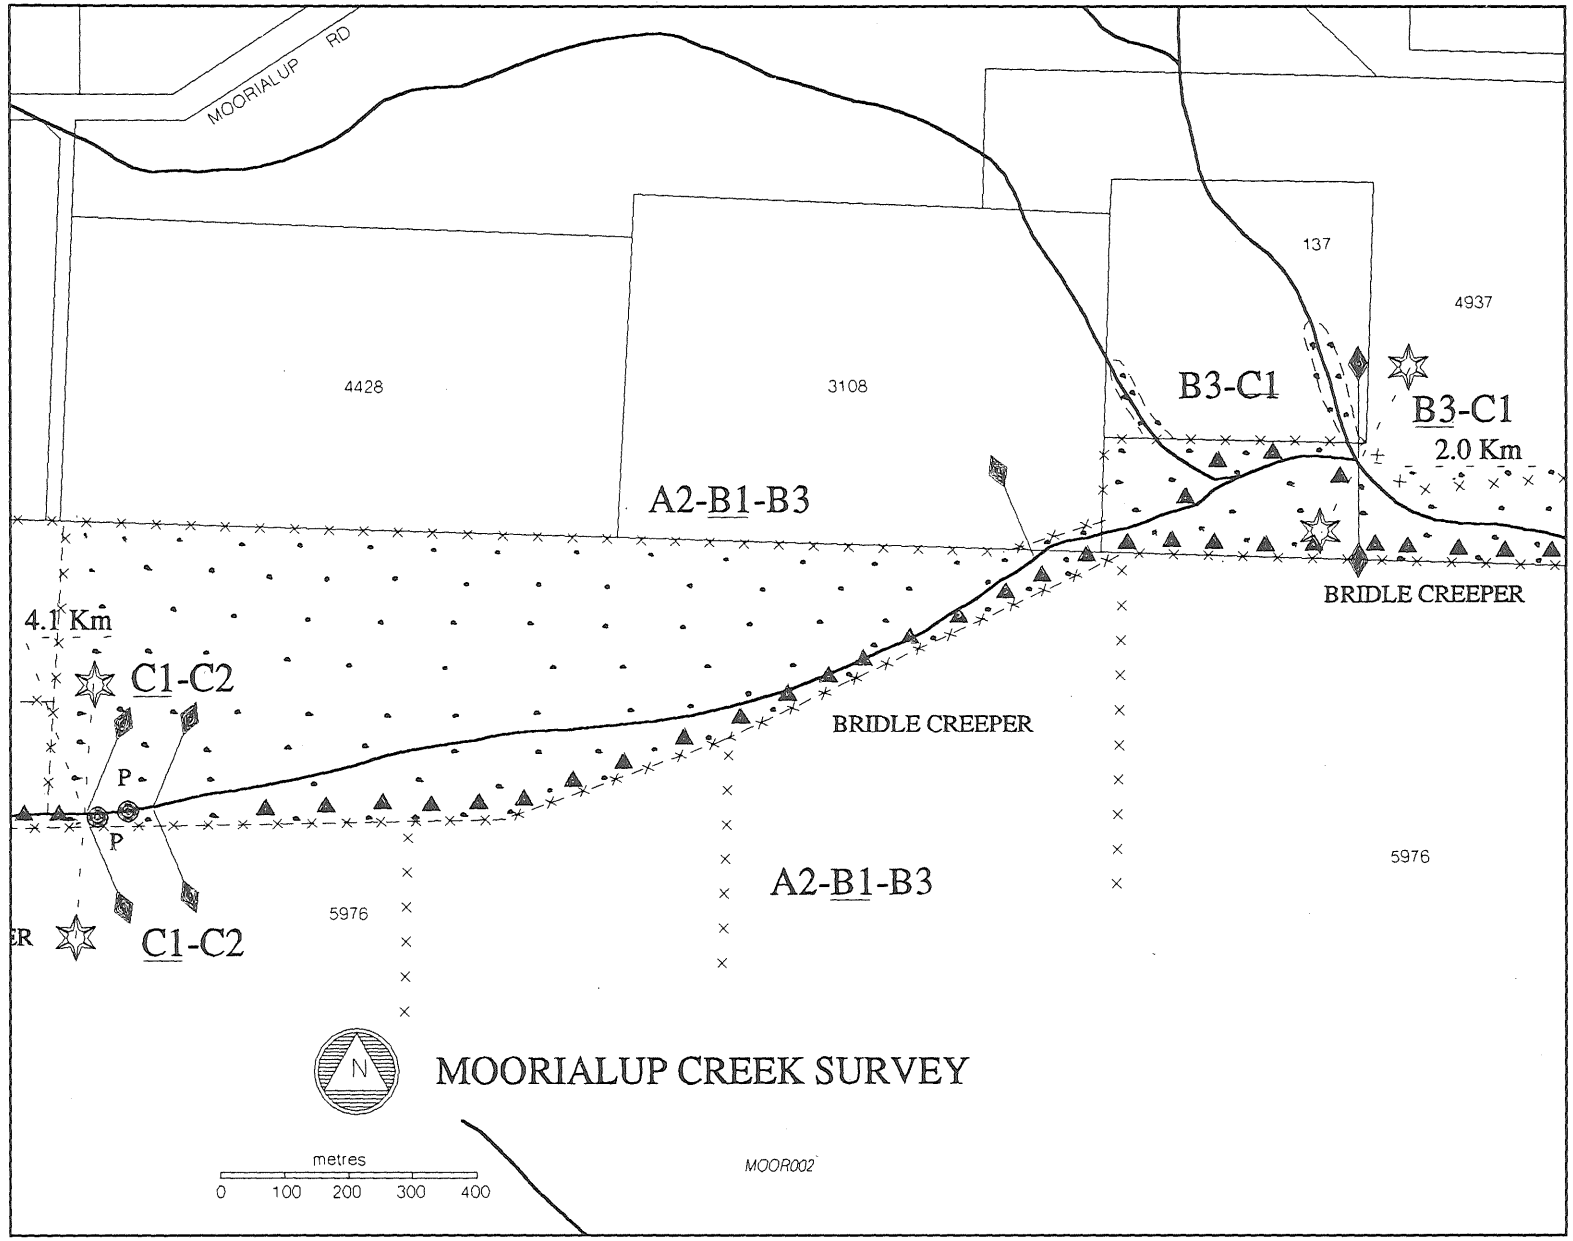 MOORIALUP RD
137
4937
4428
3108
B3-C1
B3-C1
2.0 Km
A2-B1-B3
BRIDLE CREEPER
4.1 Km
C1-C2
BRIDLE CREEPER
P
P
5976
A2-B1-B3
5976
ER
C1-C2
N
MOORIALUP CREEK SURVEY
metres
0 100 200 300 400
MOOR002